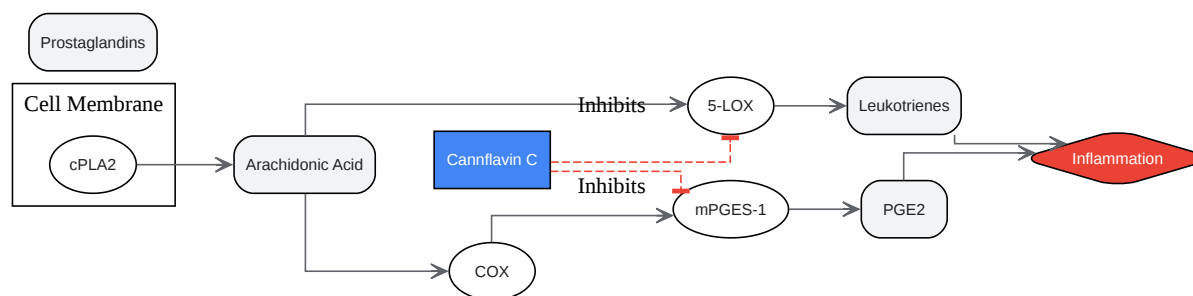 Prostaglandins
Cell Membrane
cPLA2
Arachidonic Acid
Inhibits
5-LOX
Leukotrienes
Cannflavin C
Inhibits
Inflammation
mPGES-1
PGE2
COX